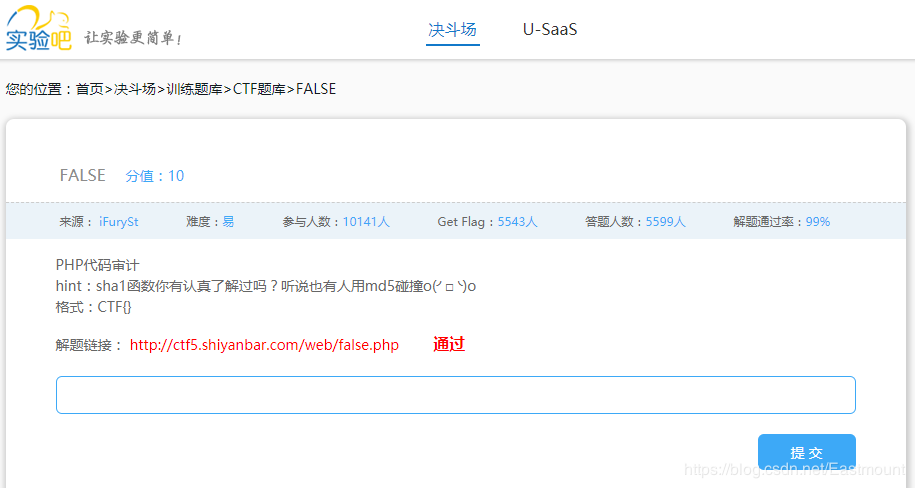 实验吧 让实验更简单！ 决斗场 U-SaaS
您的位置：首页>决斗场>训练题库>CTF题库>FALSE
FALSE 分值：10
来源： iFurySt 难度：易 参与人数：10141人 Get Flag：5543人 答题人数：5599人 解题通过率：99%
PHP代码审计
hint：sha1函数你有认真了解过吗？听说也有人用md5碰撞o(╯□╰)o
格式：CTF{}
解题链接： http://ctf5.shiyanbar.com/web/false.php 通过
提 交
https://blog.csdn.net/Eastmount